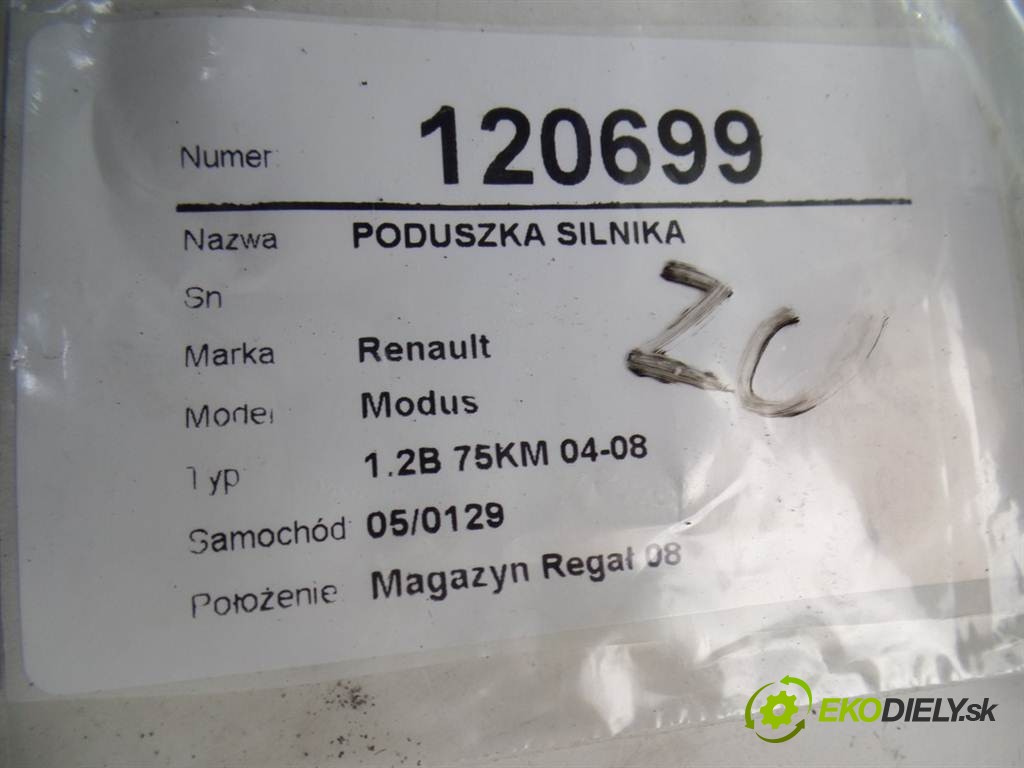 Numer 120699
Nazwa PODUSZKA SILNIKA
Sn
Marka Renault
Model Modus
Typ 1.2B 75KM 04-08
Samochód 05/0129
Położenie Magazyn Regał 08
EKODIELY.sk